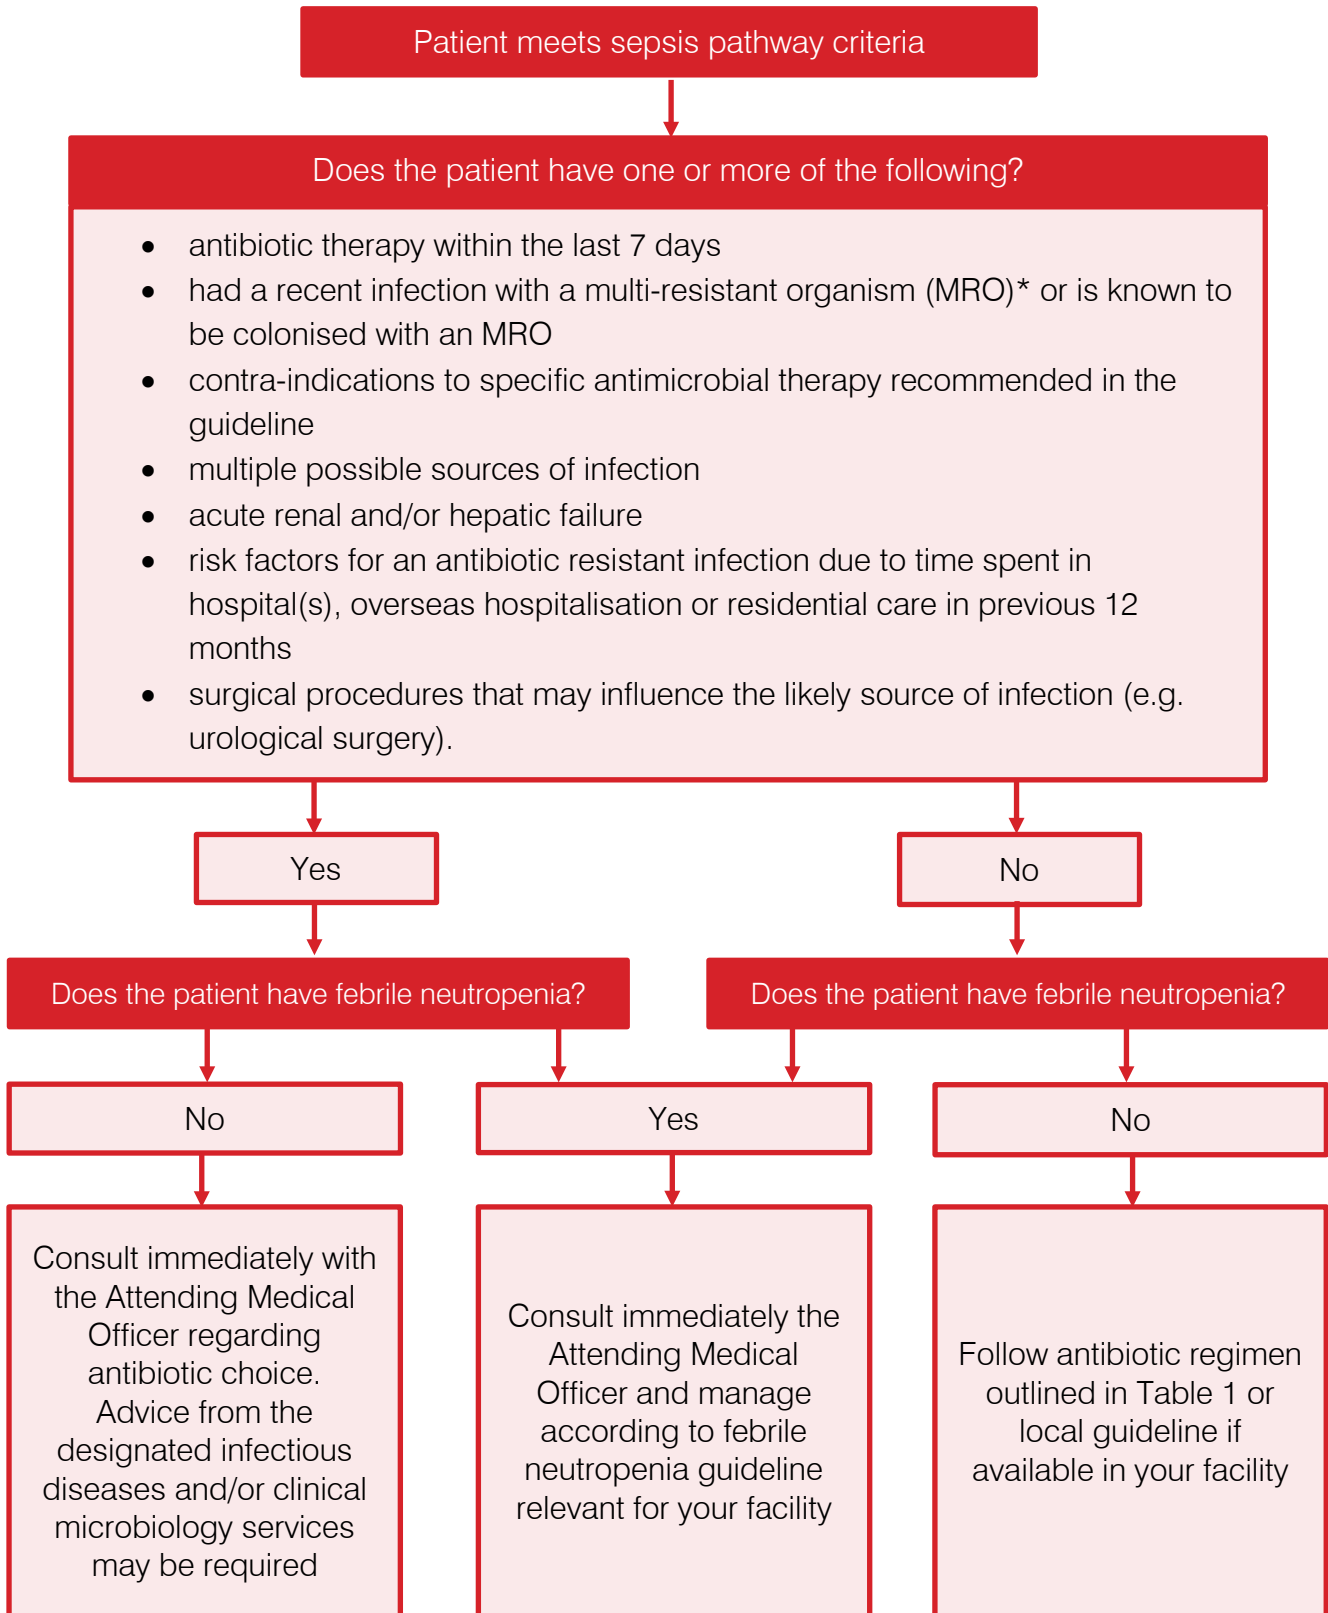 Patient meets sepsis pathway criteria
Does the patient have one or more of the following?
• antibiotic therapy within the last 7 days
• had a recent infection with a multi-resistant organism (MRO)* or is known to
be colonised with an MRO
• contra-indications to specific antimicrobial therapy recommended in the
guideline
• multiple possible sources of infection
• acute renal and/or hepatic failure
• risk factors for an antibiotic resistant infection due to time spent in
hospital(s), overseas hospitalisation or residential care in previous 12
months
• surgical procedures that may influence the likely source of infection (e.g.
urological surgery).
Yes
No
Does the patient have febrile neutropenia?
Does the patient have febrile neutropenia?
No
Yes
No
Consult immediately with
the Attending Medical
Officer regarding
antibiotic choice.
Advice from the
designated infectious
diseases and/or clinical
microbiology services
may be required
Consult immediately the
Attending Medical
Officer and manage
according to febrile
neutropenia guideline
relevant for your facility
Follow antibiotic regimen
outlined in Table 1 or
local guideline if
available in your facility